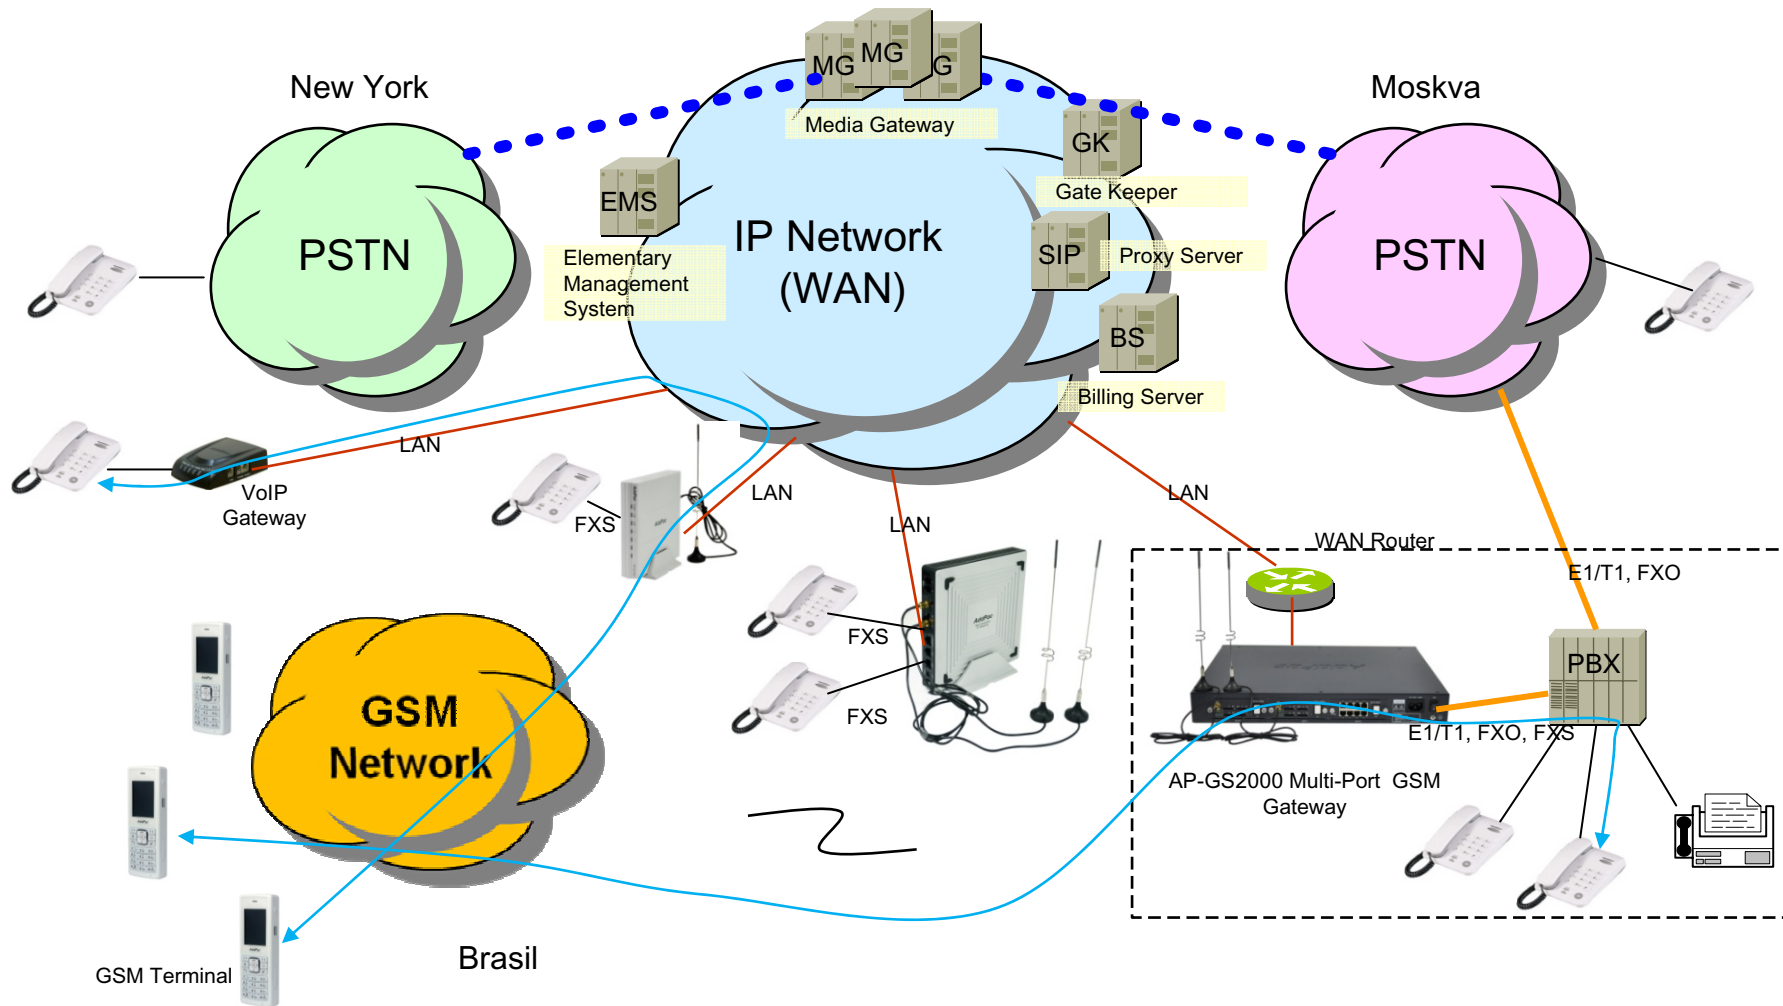 MG
MG
G
New York
Moskva
Media Gateway
GK
Gate Keeper
EMS
IP Network
(WAN)
PSTN
SIP
Proxy Server
PSTN
Elementary
Management
System
BS
Billing Server
LAN
VoIP
Gateway
FXS
LAN
LAN
LAN
WAN Router
E1/T1, FXO
AddPac
FXS
FXS
PBX
GSM
Network
E1/T1, FXO, FXS
AP-GS2000 Multi-Port GSM
Gateway
Brasil
GSM Terminal